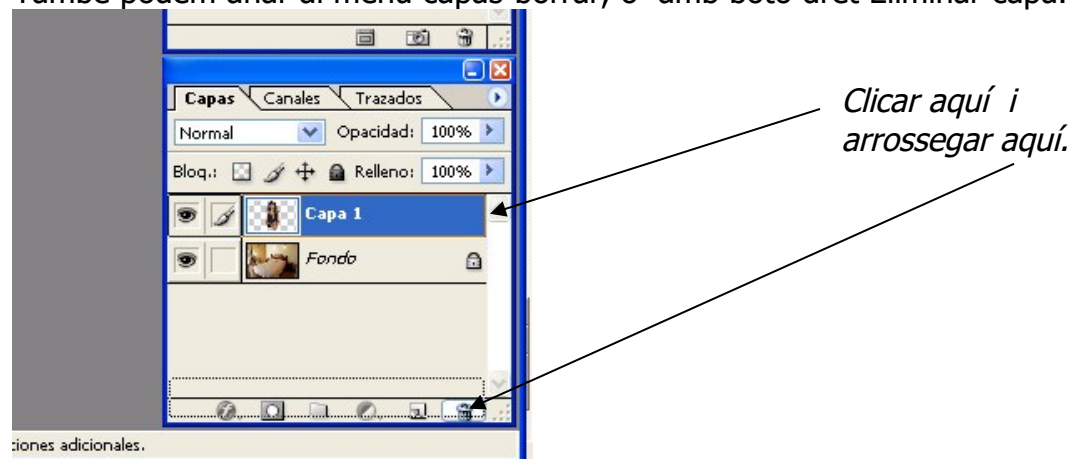 També podem anar al menú capas-borrar, o amb botó dret Eliminar capa.
Capas Canales Trazados
Clicar aquí i
arrossegar aquí.
Normal Opacidad: 100%
Bloq.: Relleno: 100%
Capa 1
Fondo
ciones adicionales.